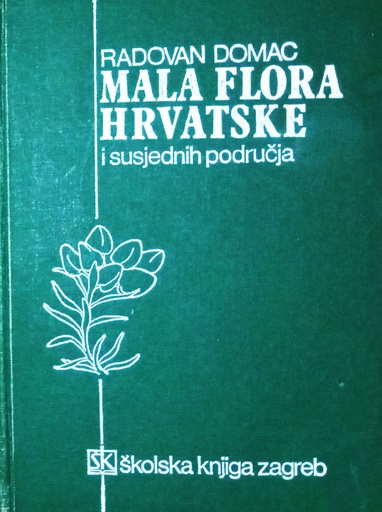 RADOVAN DOMAC
MALA FLORA
HRVATSKE
i susjednih područja
SK školska knjiga zagreb